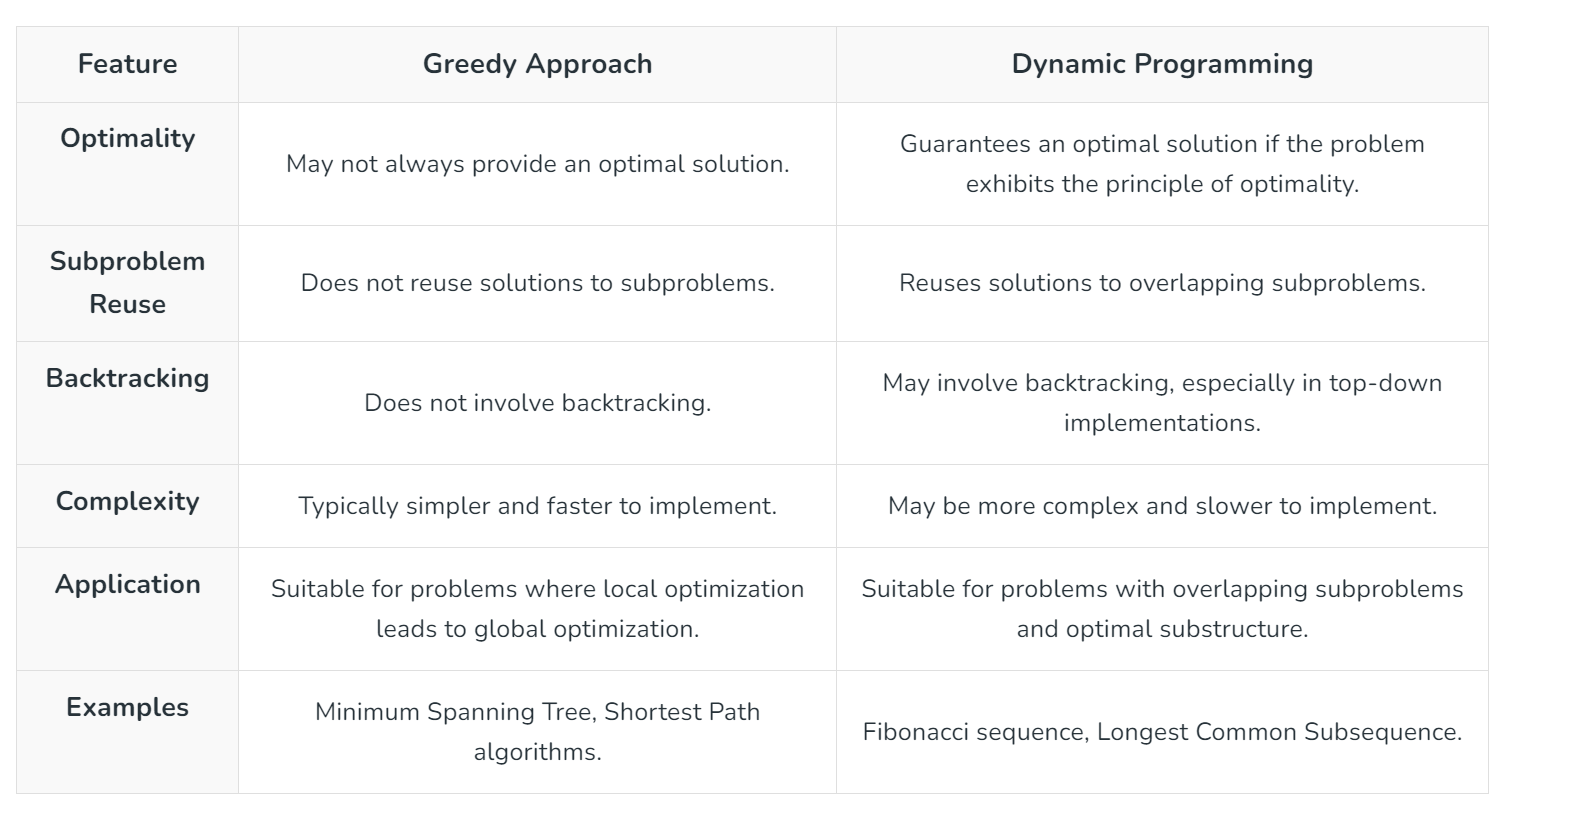 Feature
Greedy Approach
Dynamic Programming
Optimality
May not always provide an optimal solution.
Guarantees an optimal solution if the problem
exhibits the principle of optimality.
Subproblem
Reuse
Does not reuse solutions to subproblems.
Reuses solutions to overlapping subproblems.
Backtracking
Does not involve backtracking.
May involve backtracking, especially in top-down
implementations.
Complexity
Typically simpler and faster to implement.
May be more complex and slower to implement.
Application
Suitable for problems where local optimization
leads to global optimization.
Suitable for problems with overlapping subproblems
and optimal substructure.
Examples
Minimum Spanning Tree, Shortest Path
algorithms.
Fibonacci sequence, Longest Common Subsequence.